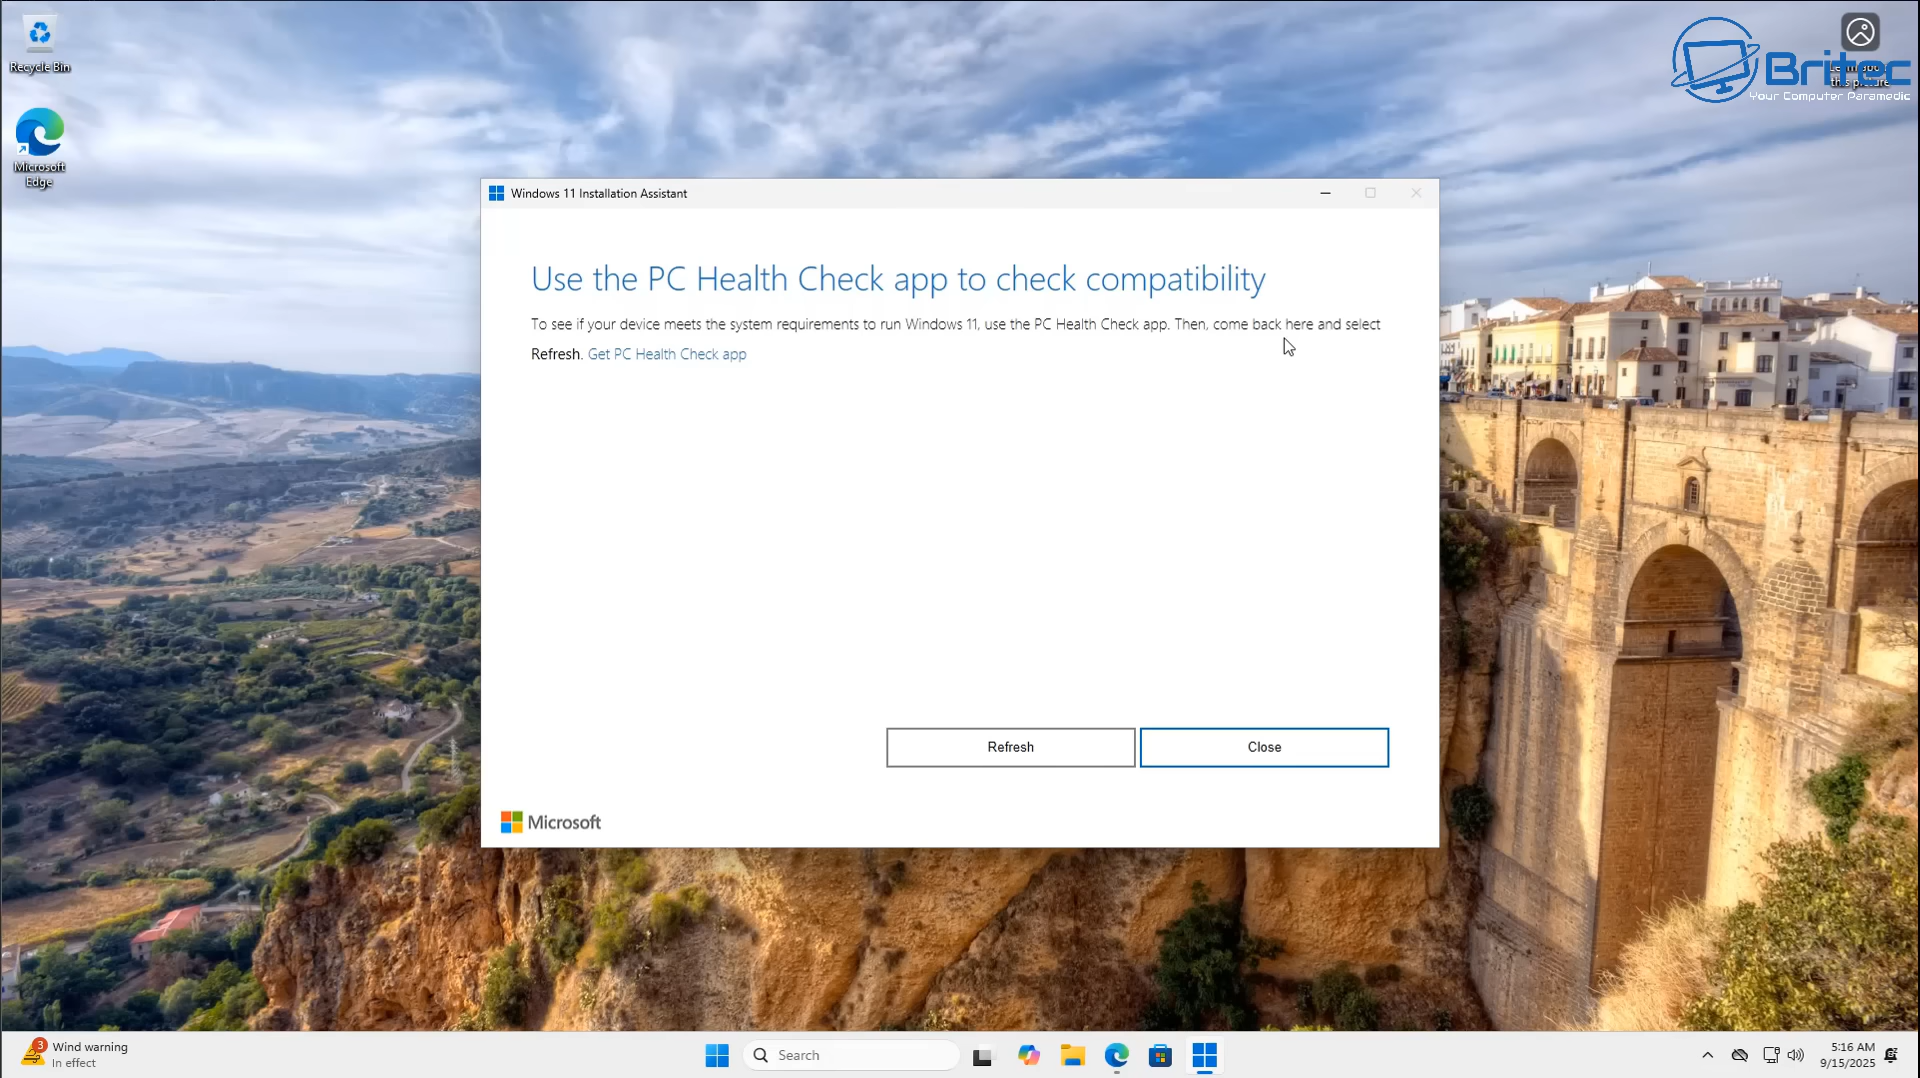 Recycle Bin
Microsoft
Edge
Britec
Your Computer Paramedic
Windows 11 Installation Assistant
Use the PC Health Check app to check compatibility
To see if your device meets the system requirements to run Windows 11, use the PC Health Check app. Then, come back here and select
Refresh. Get PC Health Check app
Refresh
Close
Microsoft
3
Wind warning
In effect
Search
5:16 AM
9/15/2025